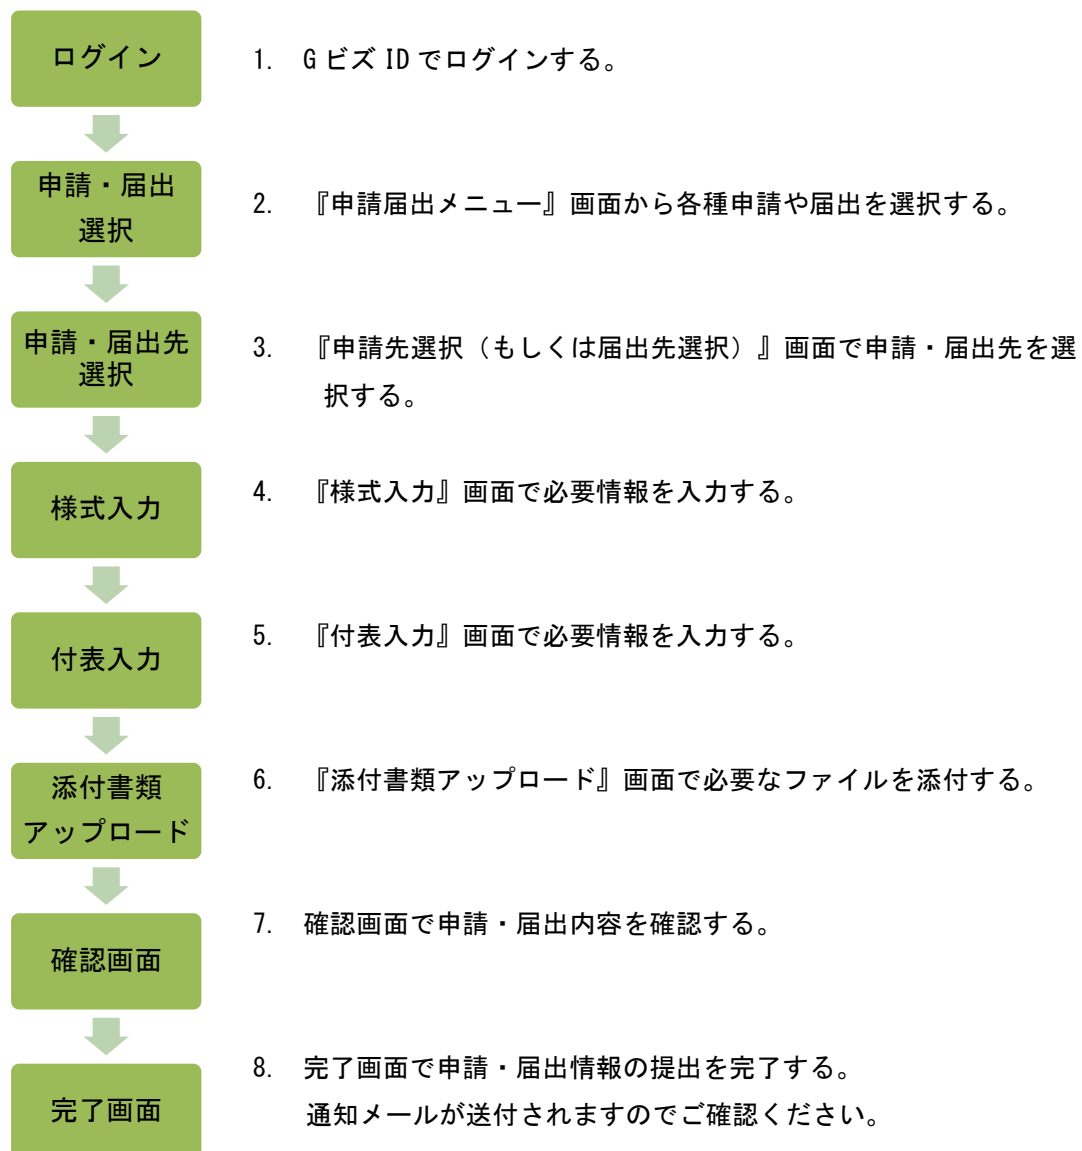 ログイン
1. GビズIDでログインする。
申請・届出
選択
2. 『申請届出メニュー』画面から各種申請や届出を選択する。
申請・届出先
選択
3. 『申請先選択（もしくは届出先選択）』画面で申請・届出先を選
択する。
様式入力
4. 『様式入力』画面で必要情報を入力する。
付表入力
5. 『付表入力』画面で必要情報を入力する。
添付書類
アップロード
6. 『添付書類アップロード』画面で必要なファイルを添付する。
確認画面
7. 確認画面で申請・届出内容を確認する。
完了画面
8. 完了画面で申請・届出情報の提出を完了する。
通知メールが送付されますのでご確認ください。